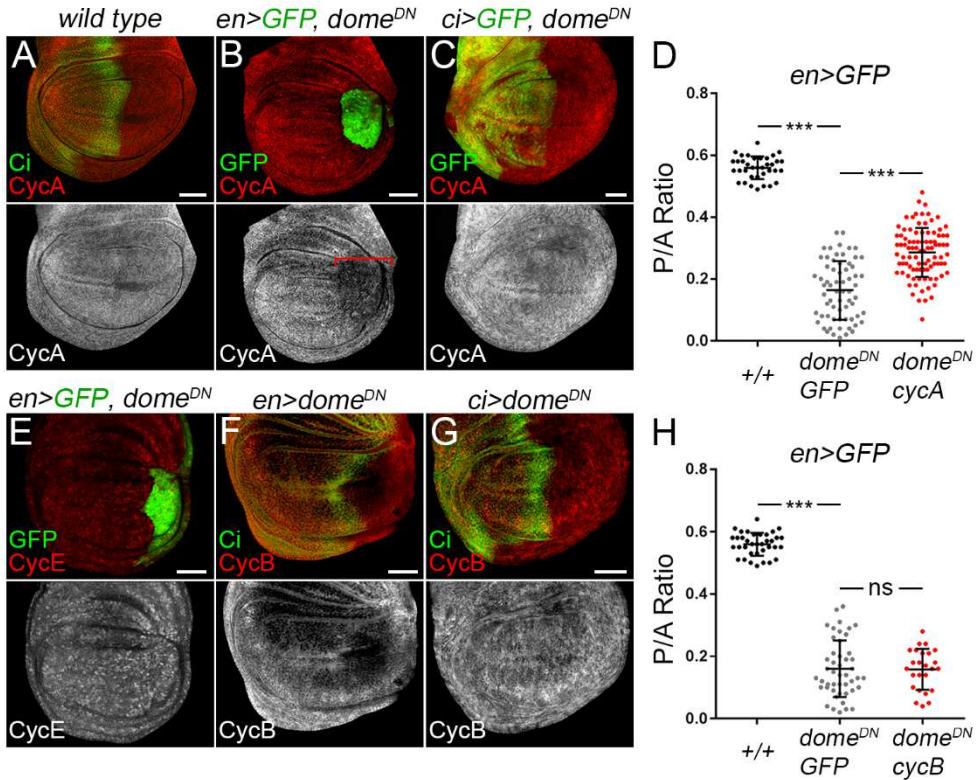 wild type
en>GFP, dome^DN
ci>GFP, dome^DN
A
B
C
D
Ci
CycA
GFP
CycA
GFP
CycA
CycA
CycA
CycA
en>GFP
P/A Ratio
0.8
0.6
0.4
0.2
0.0
***
***
+/+
dome^DN
GFP
dome^DN
cycA
en>GFP, dome^DN
en>dome^DN
ci>dome^DN
E
F
G
H
GFP
CycE
Ci
CycB
Ci
CycB
CycE
CycB
CycB
en>GFP
P/A Ratio
0.8
0.6
0.4
0.2
0.0
***
ns
+/+
dome^DN
GFP
dome^DN
cycB